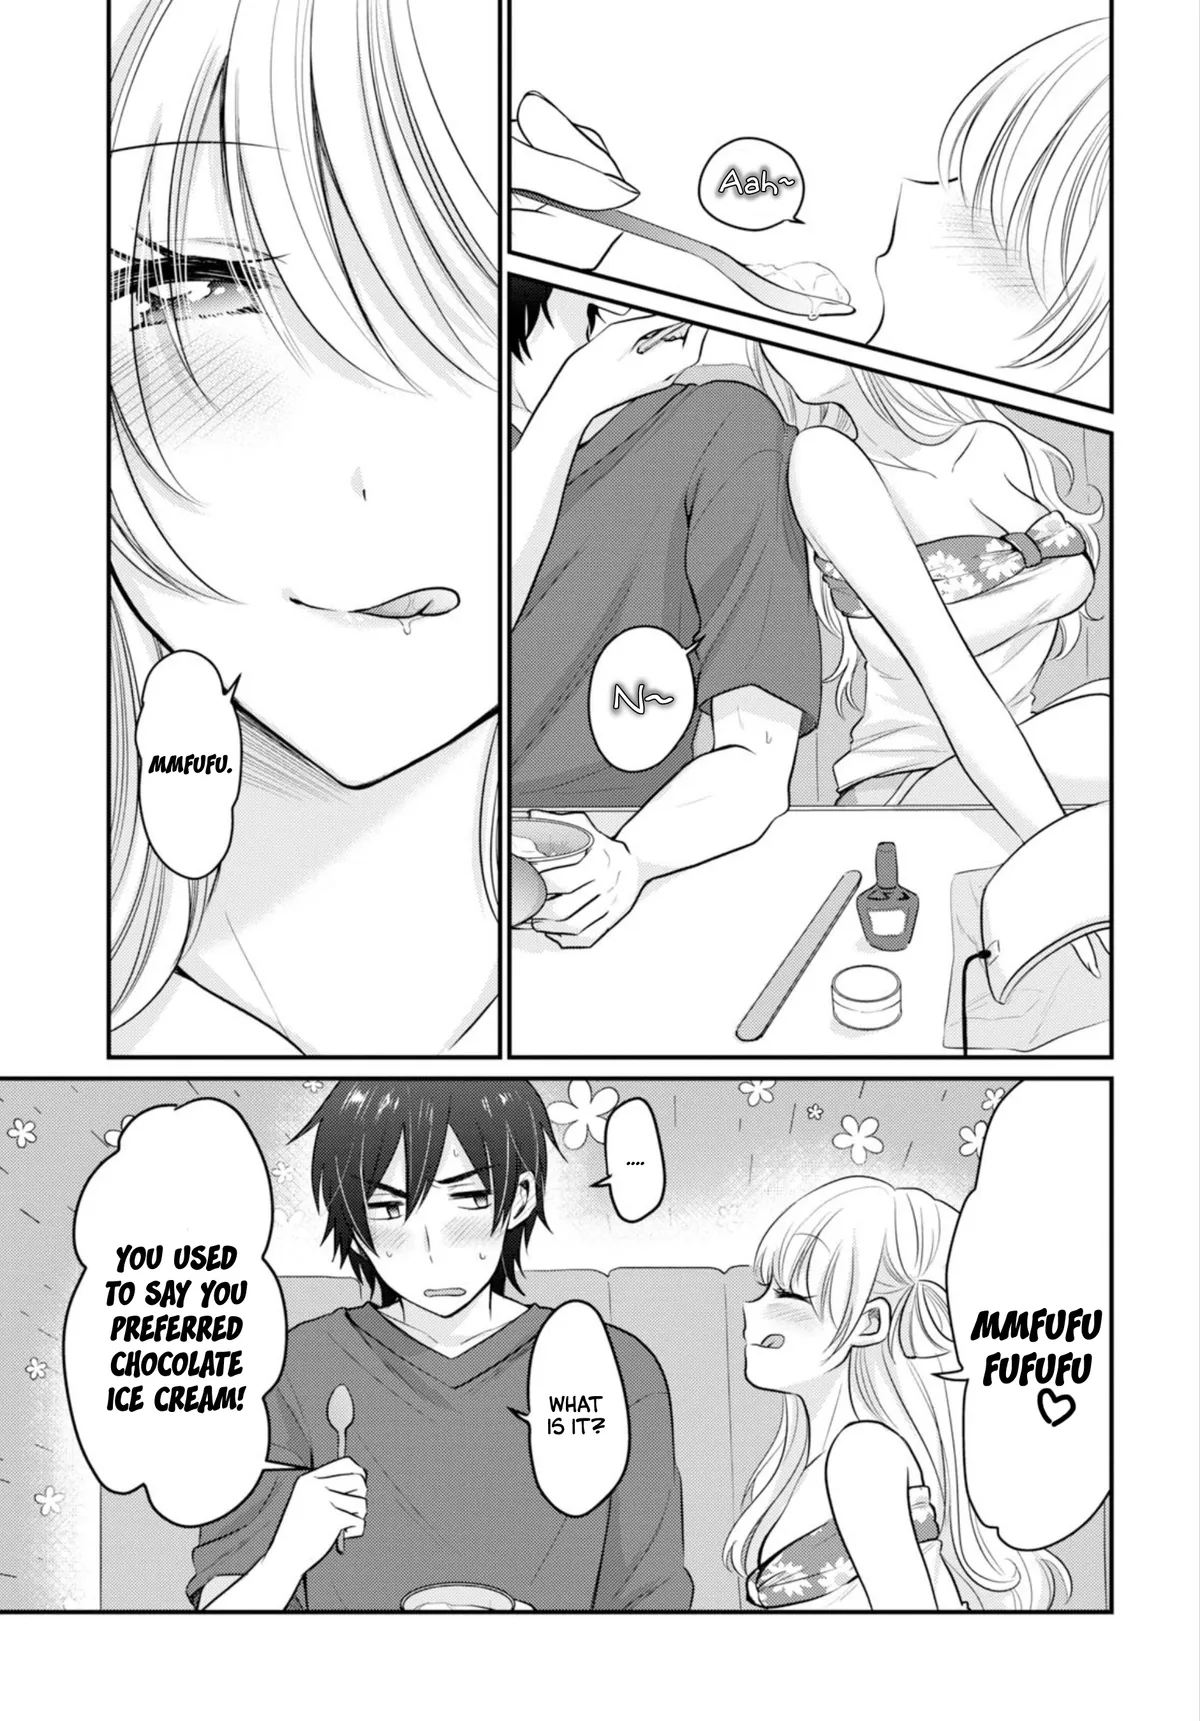 Aah~
N~
MMFUFU.
MMFUFU
FUFUFU
....
WHAT
IS IT?
YOU USED
TO SAY YOU
PREFERRED
CHOCOLATE
ICE CREAM!